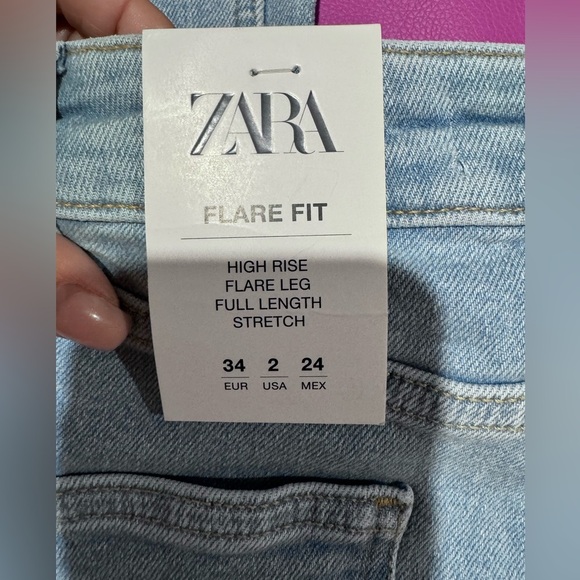 ZARA
FLARE FIT
HIGH RISE
FLARE LEG
FULL LENGTH
STRETCH
34 2 24
EUR USA MEX